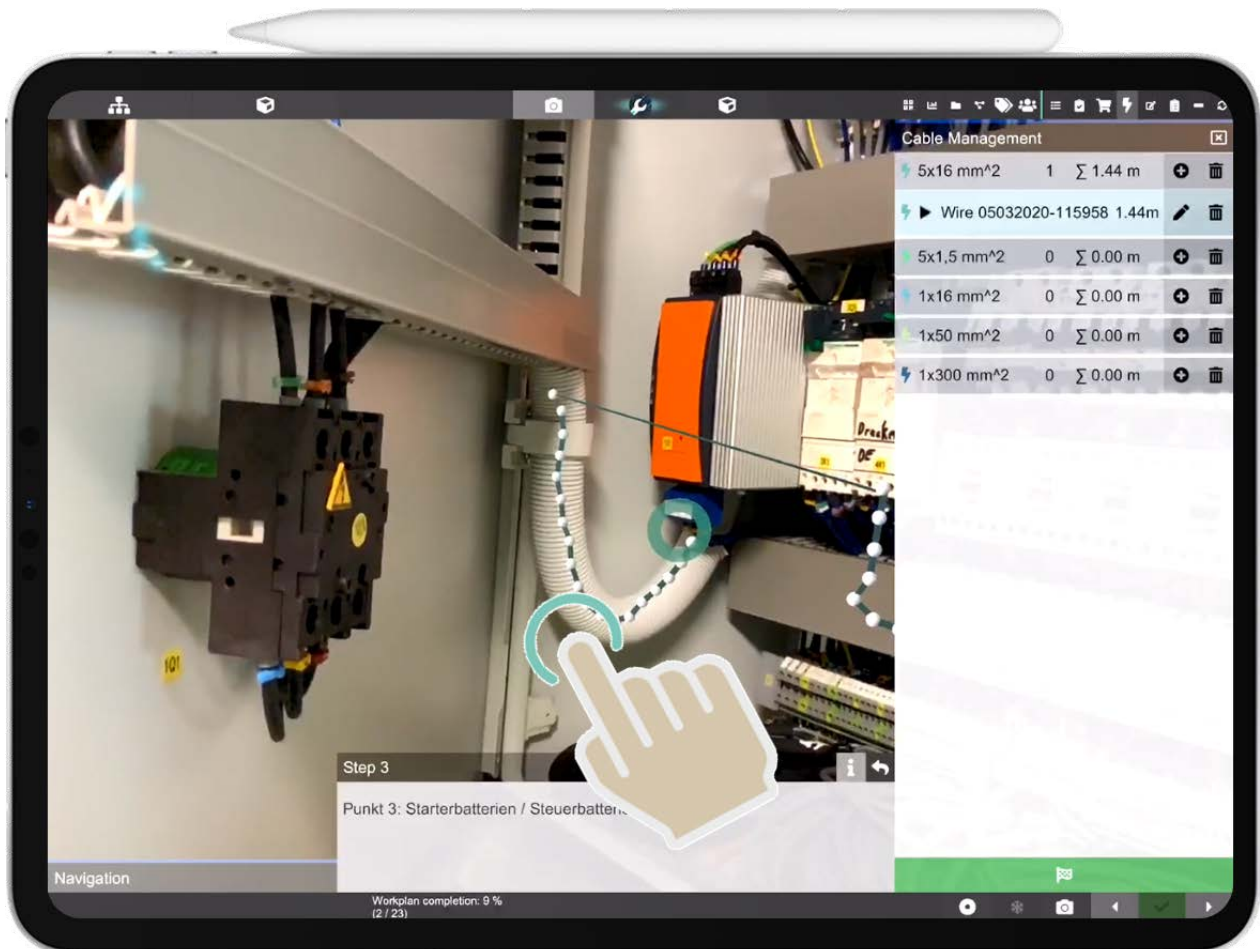 Cable Management
5x16 mm^2 1 ∑ 1.44 m
Wire 05032020-115958 1.44m
5x1,5 mm^2 0 ∑ 0.00 m
1x16 mm^2 0 ∑ 0.00 m
1x50 mm^2 0 ∑ 0.00 m
1x300 mm^2 0 ∑ 0.00 m
DE
1Q1
Step 3
Punkt 3: Starterbatterien /
Navigation
Workplan completion: 9 %
(2 / 23)